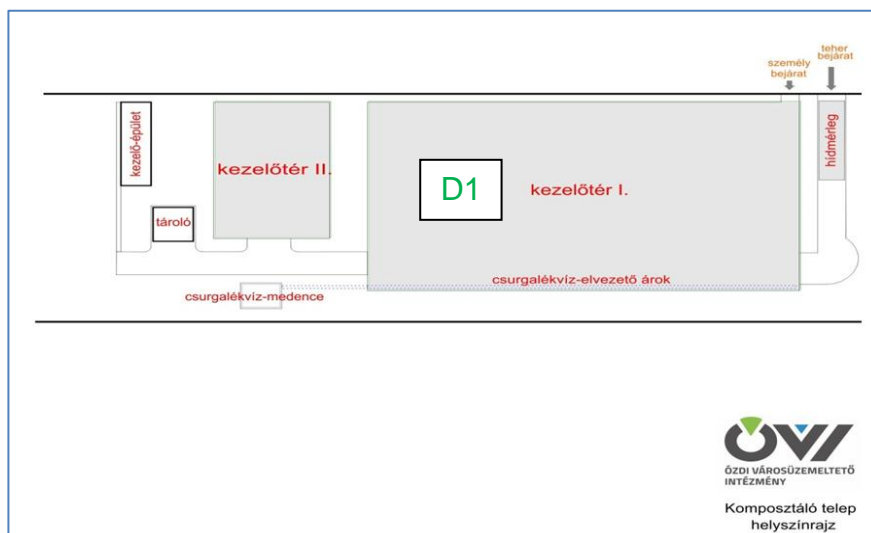 személy
bejárat
teher
bejárat
kezelő-épület
kezelőtér II.
D1
kezelőtér I.
hídmérleg
tároló
csurgalékvíz-elvezető árok
csurgalékvíz-medence
ÖVI
ÓZDI VÁROSÜZEMELTETŐ
INTÉZMÉNY
Komposztáló telep
helyszínrajz